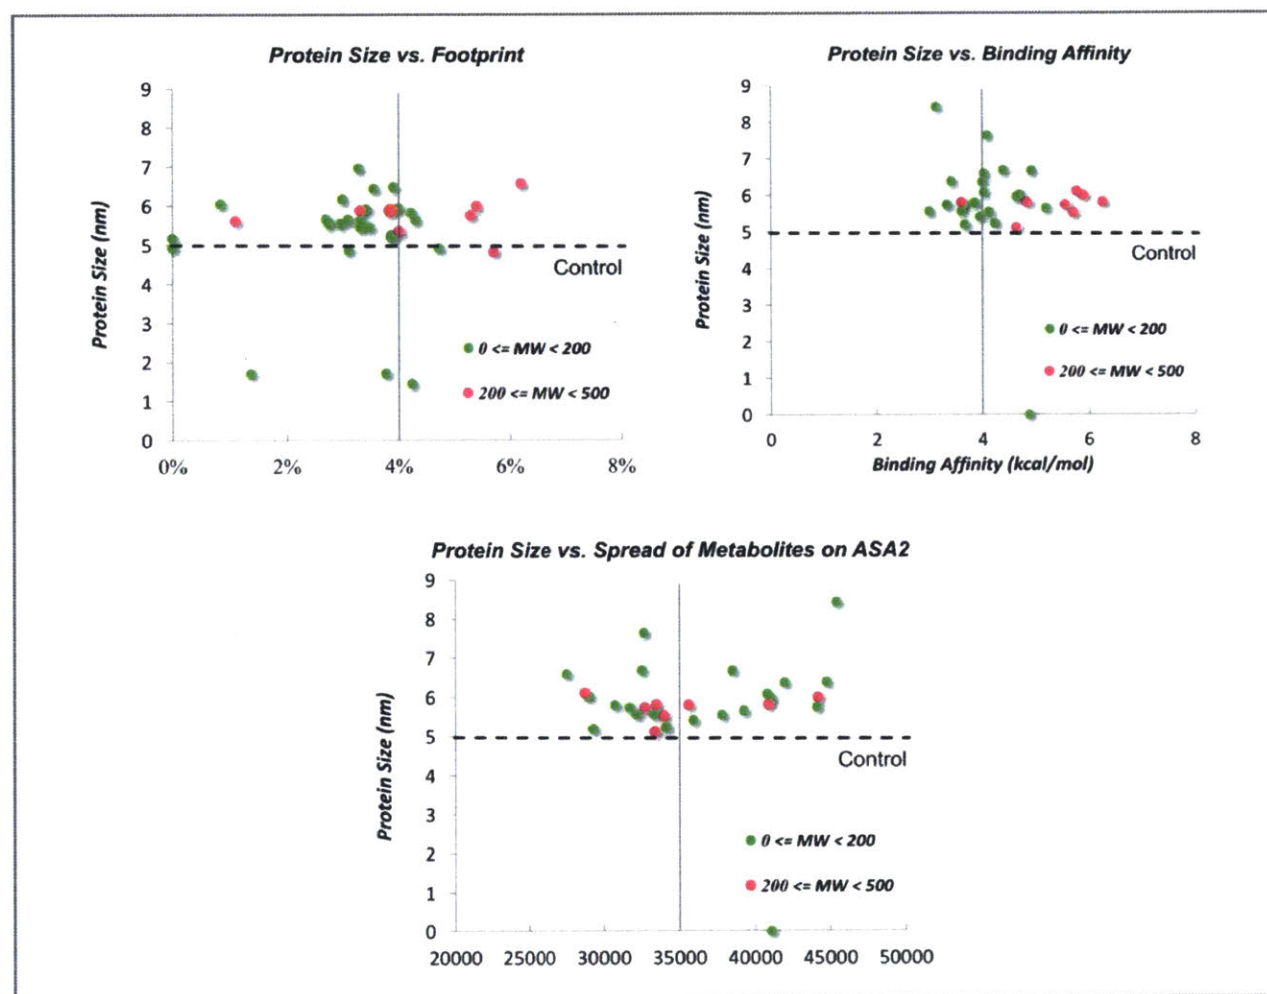 Protein Size vs. Footprint
9
8
7
6
5
4
3
2
1
0
Protein Size (nm)
Control
0 <= MW < 200
200 <= MW < 500
0% 2% 4% 6% 8%
Protein Size vs. Binding Affinity
9
8
7
6
5
4
3
2
1
0
Protein Size (nm)
Control
0 <= MW < 200
200 <= MW < 500
0 2 4 6 8
Binding Affinity (kcal/mol)
Protein Size vs. Spread of Metabolites on ASA2
9
8
7
6
5
4
3
2
1
0
Protein Size (nm)
Control
0 <= MW < 200
200 <= MW < 500
20000 25000 30000 35000 40000 45000 50000